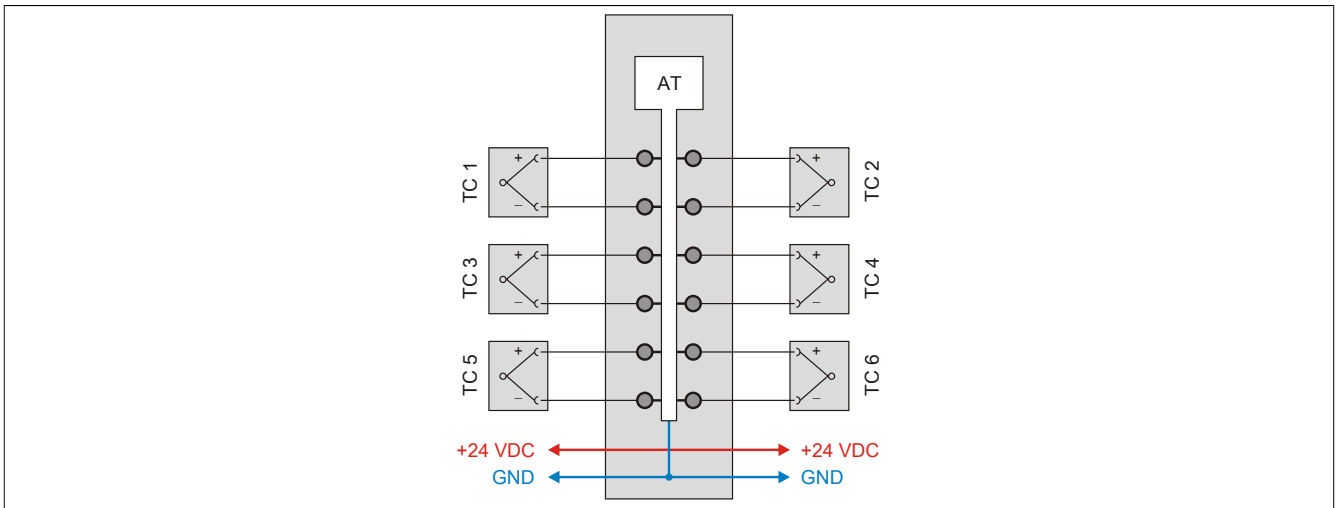 AT
TC 1
+
–
+
–
TC 2
TC 3
+
–
+
–
TC 4
TC 5
+
–
+
–
TC 6
+24 VDC
+24 VDC
GND
GND